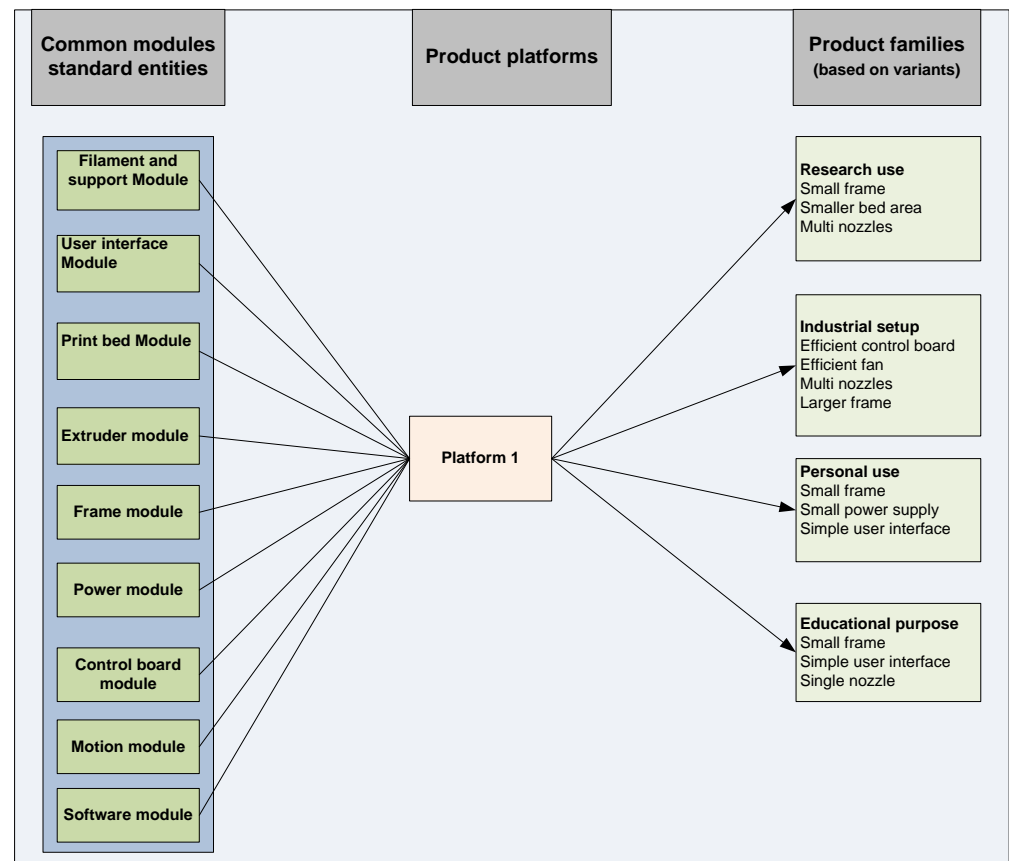 Common modules
standard entities
Product platforms
Product families
(based on variants)
Filament and
support Module
User interface
Module
Print bed Module
Extruder module
Frame module
Power module
Control board
module
Motion module
Software module
Platform 1
Research use
Small frame
Smaller bed area
Multi nozzles
Industrial setup
Efficient control board
Efficient fan
Multi nozzles
Larger frame
Personal use
Small frame
Small power supply
Simple user interface
Educational purpose
Small frame
Simple user interface
Single nozzle